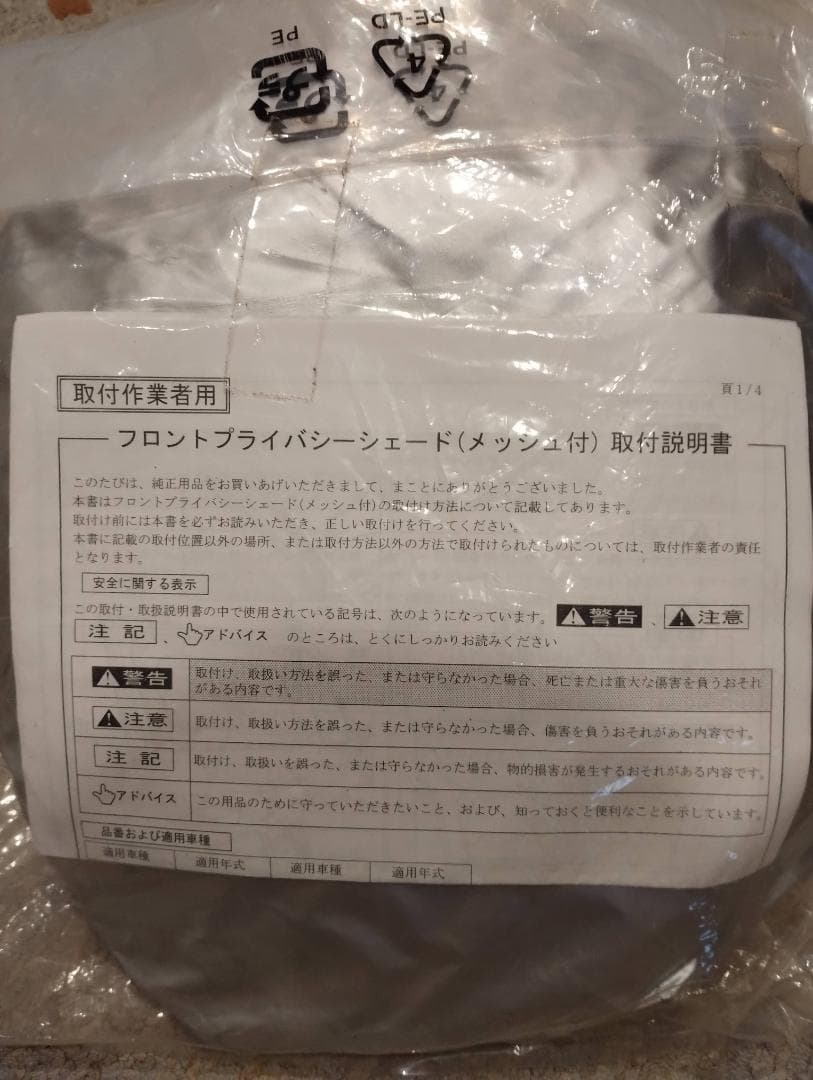 PE
PE-LD
4
取付作業者用
頁1/4
フロントプライバシーシェード(メッシュ付) 取付説明書
このたびは、純正用品をお買いあげいただきまして、まことにありがとうございました。
本書はフロントプライバシーシェード(メッシュ付)の取付け方法について記載してあります。
取付け前には本書を必ずお読みいただき、正しい取付けを行ってください。
本書に記載の取付位置以外の場所、または取付方法以外の方法で取付けられたものについては、取付作業者の責任
となります。
安全に関する表示
この取付・取扱説明書の中で使用されている記号は、次のようになっています。 警告 、 注意
注記 、 アドバイス のところは、とくにしっかりお読みください
警告 取付け、取扱い方法を誤った、または守らなかった場合、死亡または重大な傷害を負うおそれ
がある内容です。
注意 取付け、取扱い方法を誤った、または守らなかった場合、傷害を負うおそれがある内容です。
注記 取付け、取扱いを誤った、または守らなかった場合、物的損害が発生するおそれがある内容です。
アドバイス この用品のために守っていただきたいこと、および、知っておくと便利なことを示しています。
品番および適用車種
適用車種 適用年式 適用車種 適用年式